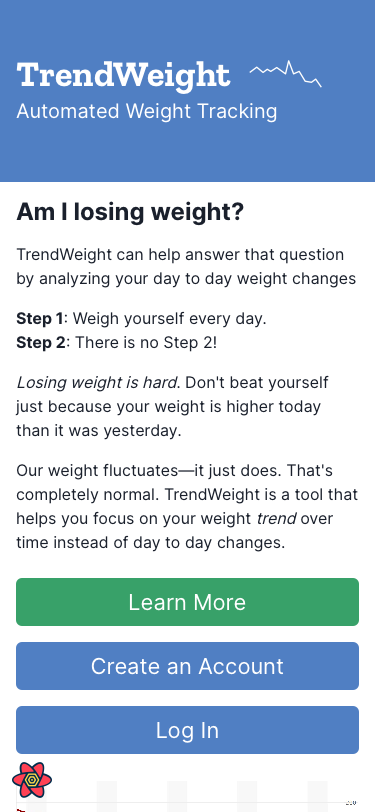 TrendWeight
Automated Weight Tracking
Am I losing weight?
TrendWeight can help answer that question
by analyzing your day to day weight changes
Step 1: Weigh yourself every day.
Step 2: There is no Step 2!
Losing weight is hard. Don't beat yourself
just because your weight is higher today
than it was yesterday.
Our weight fluctuates—it just does. That's
completely normal. TrendWeight is a tool that
helps you focus on your weight trend over
time instead of day to day changes.
Learn More
Create an Account
Log In